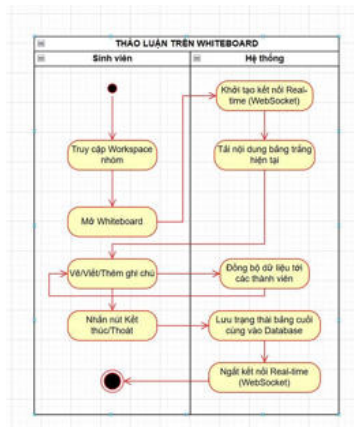 THẢO LUẬN TRÊN WHITEBOARD
Sinh viên
Hệ thống
Khởi tạo kết nối Real-
time (WebSocket)
Truy cập Workspace
nhóm
Tải nội dung bảng trắng
hiện tại
Mở Whiteboard
Vẽ/Viết/Thêm ghi chú
Đồng bộ dữ liệu tới
các thành viên
Nhấn nút Kết
thúc/Thoát
Lưu trạng thái bảng cuối
cùng vào Database
Ngắt kết nối Real-time
(WebSocket)